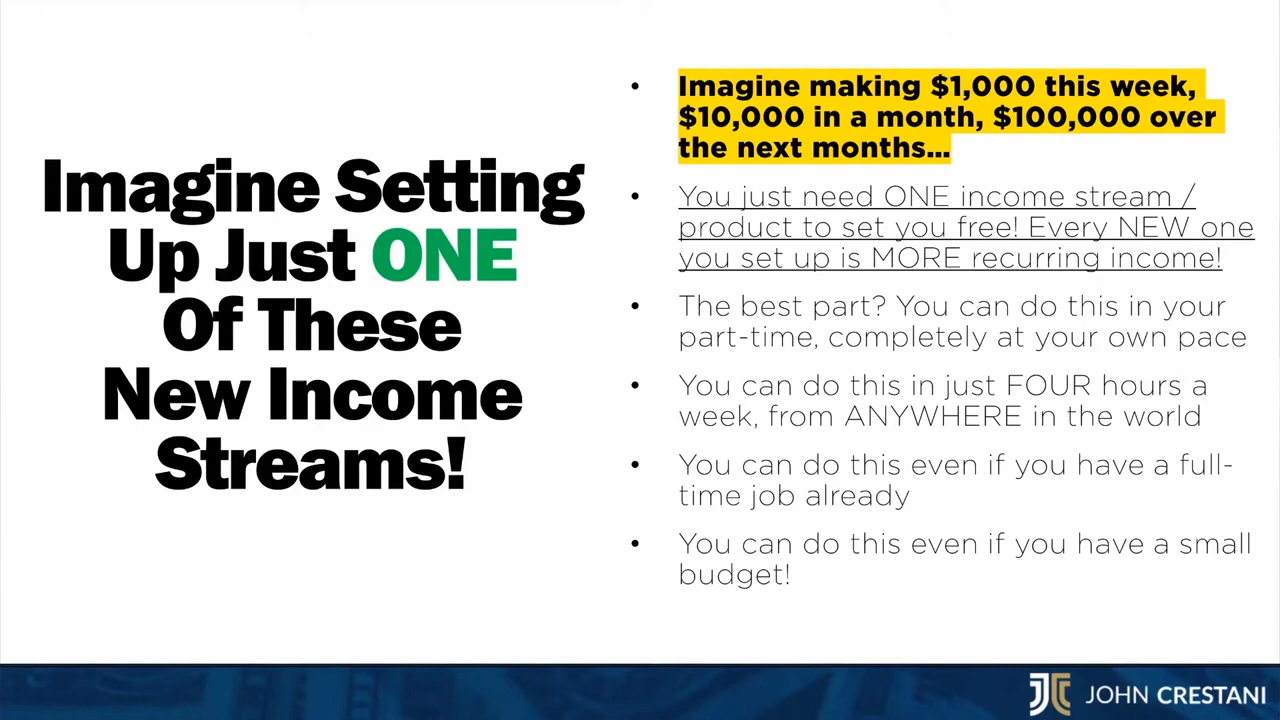 Imagine Setting
Up Just ONE
Of These
New Income
Streams!
• Imagine making $1,000 this week,
$10,000 in a month, $100,000 over
the next months...
• You just need ONE income stream /
product to set you free! Every NEW one
you set up is MORE recurring income!
• The best part? You can do this in your
part-time, completely at your own pace
• You can do this in just FOUR hours a
week, from ANYWHERE in the world
• You can do this even if you have a full-
time job already
• You can do this even if you have a small
budget!
JOHN CRESTANI